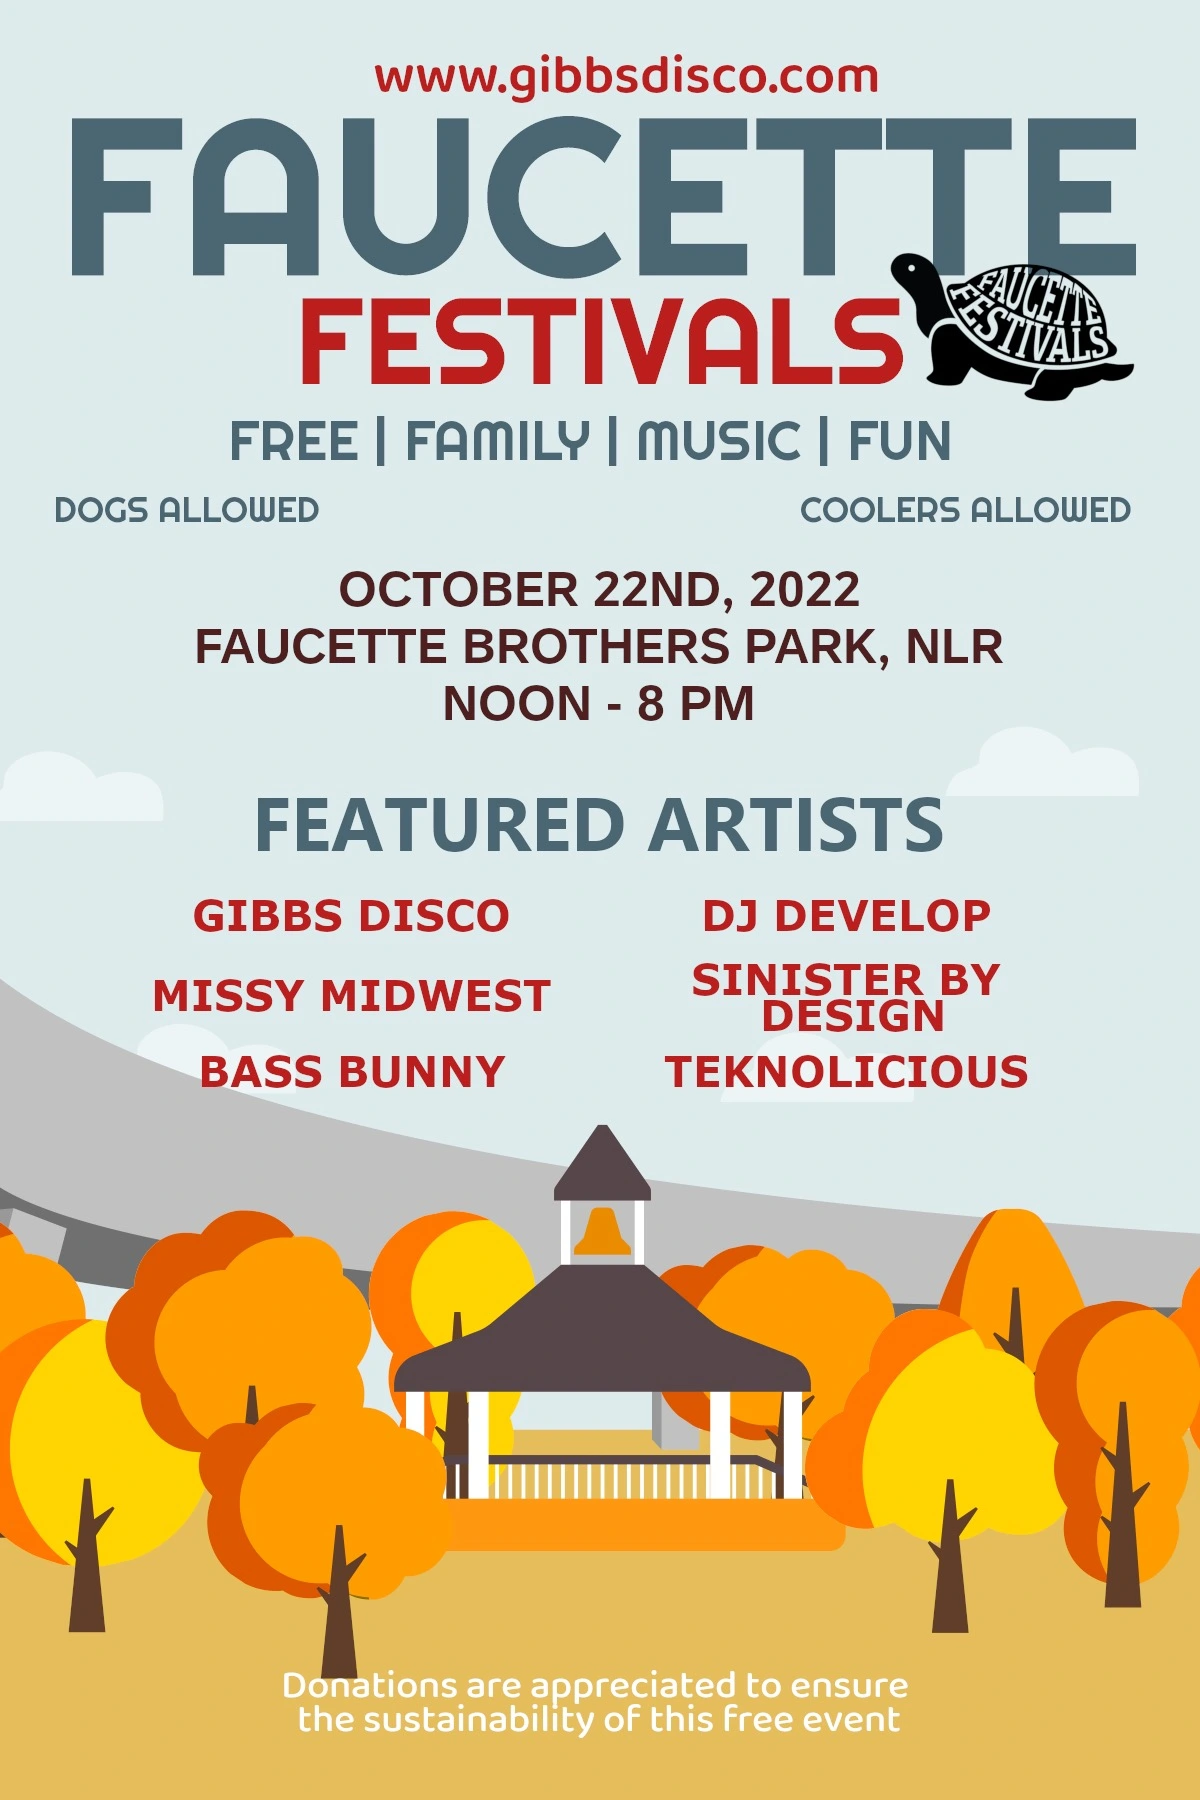 www.gibbsdisco.com
FAUCETTE
FESTIVALS
FAUCETTE
FESTIVALS
FREE | FAMILY | MUSIC | FUN
DOGS ALLOWED
COOLERS ALLOWED
OCTOBER 22ND, 2022
FAUCETTE BROTHERS PARK, NLR
NOON - 8 PM
FEATURED ARTISTS
GIBBS DISCO
MISSY MIDWEST
BASS BUNNY
DJ DEVELOP
SINISTER BY
DESIGN
TEKNOLICIOUS
Donations are appreciated to ensure
the sustainability of this free event